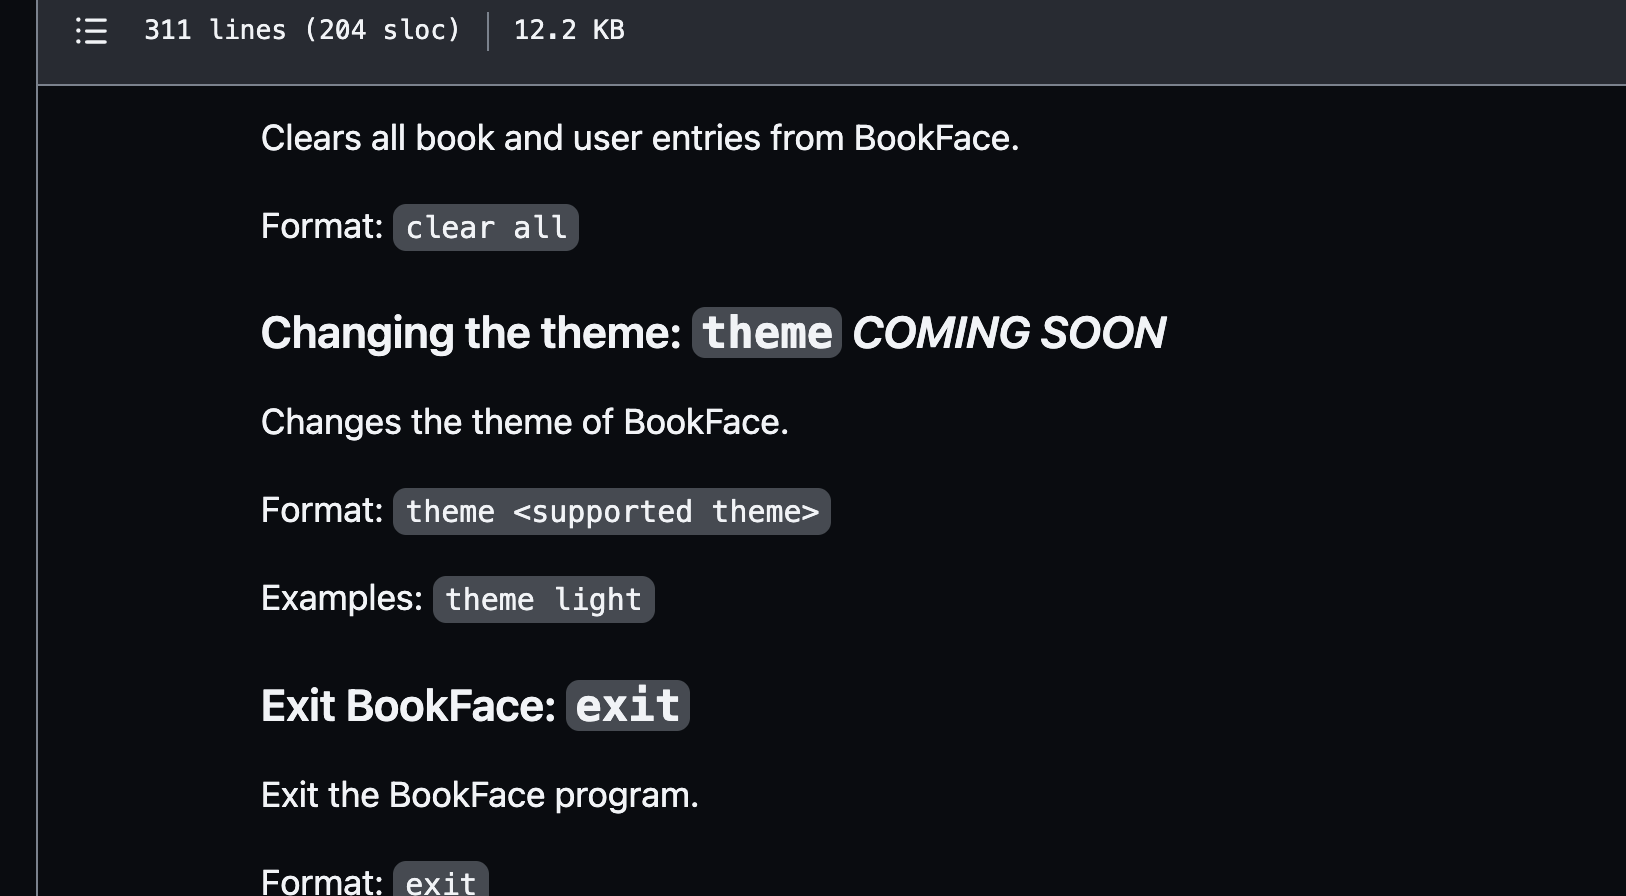 311 lines (204 sloc) | 12.2 KB
Clears all book and user entries from BookFace.
Format: clear all
Changing the theme: theme COMING SOON
Changes the theme of BookFace.
Format: theme <supported theme>
Examples: theme light
Exit BookFace: exit
Exit the BookFace program.
Format: exit